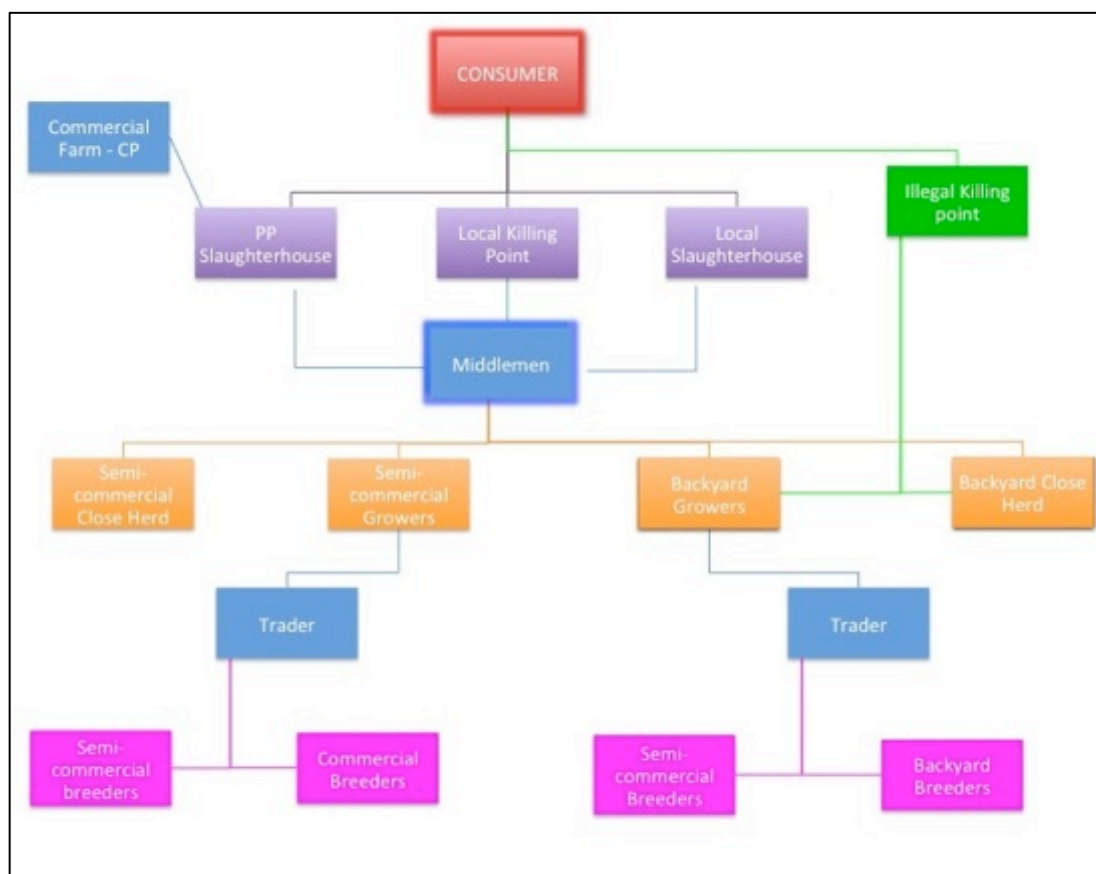 CONSUMER
Commercial
Farm - CP
Illegal Killing
point
PP
Slaughterhouse
Local Killing
Point
Local
Slaughterhouse
Middlemen
Semi-
commercial
Close Herd
Semi-
commercial
Growers
Backyard
Growers
Backyard Close
Herd
Trader
Trader
Semi-
commercial
breeders
Commercial
Breeders
Semi-
commercial
Breeders
Backyard
Breeders